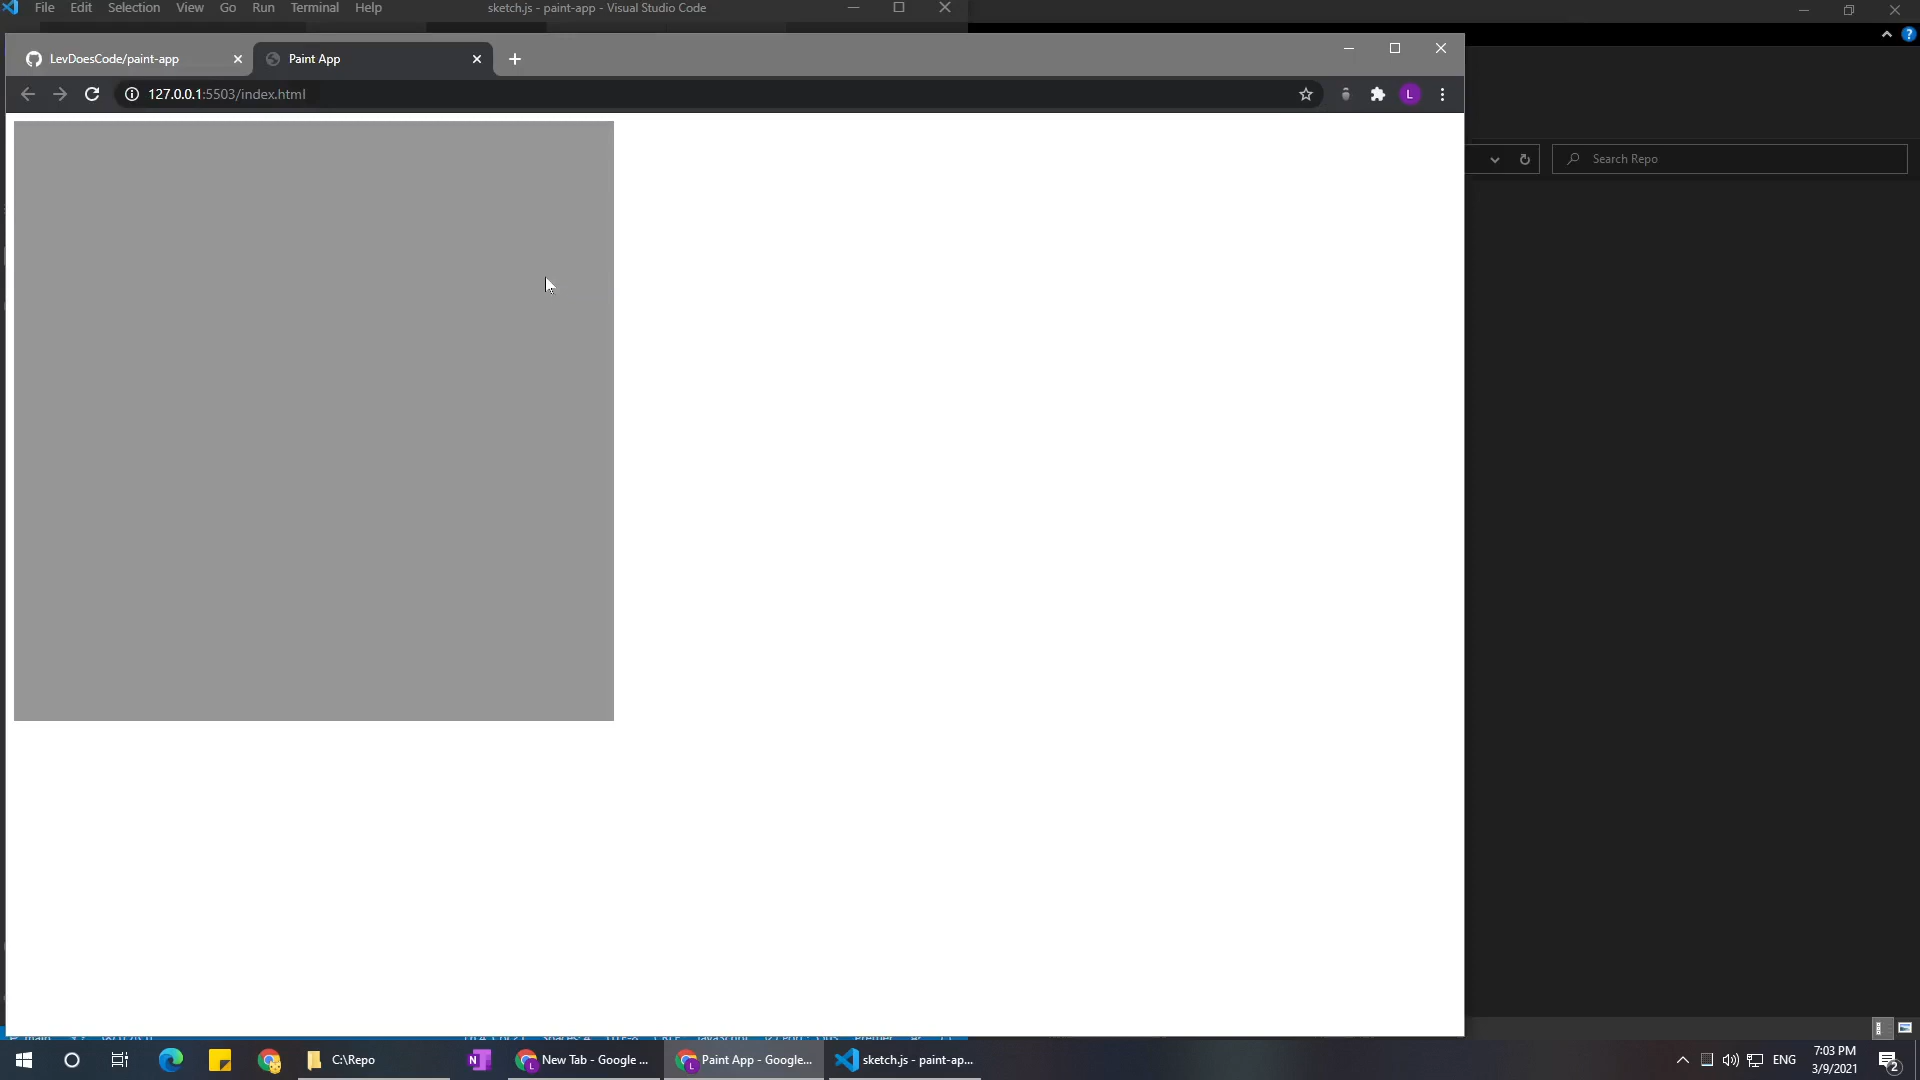 File Edit Selection View Go Run Terminal Help
sketch.js - paint-app - Visual Studio Code
LevDoesCode/paint-app
Paint App
127.0.0.1:5503/index.html
L
Search Repo
C:\Repo
New Tab - Google ...
Paint App - Google...
sketch.js - paint-ap...
ENG
7:03 PM
3/9/2021
2